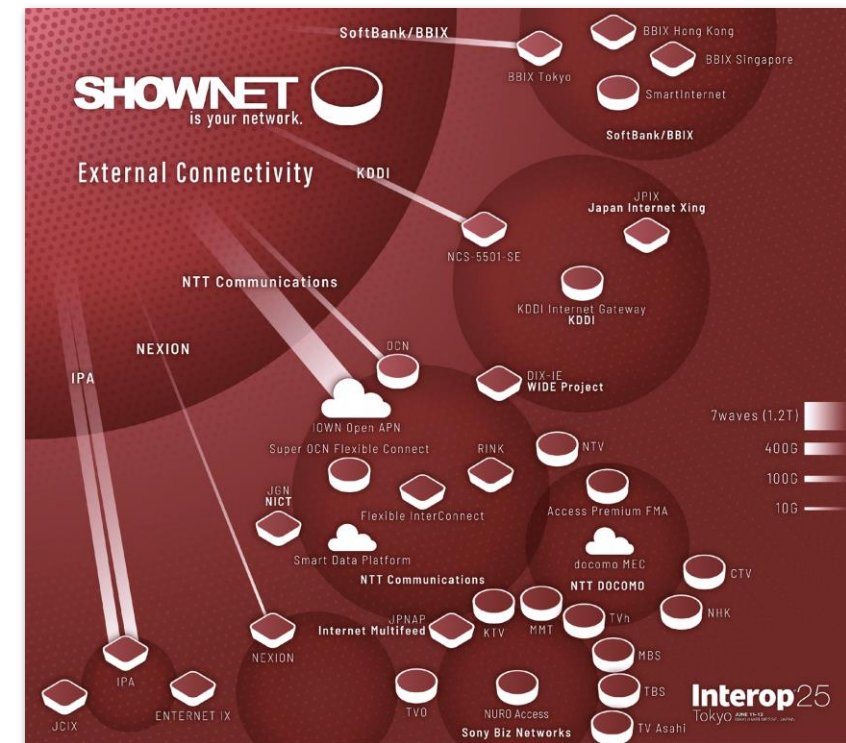 SoftBank/BBIX
BBIX Hong Kong
BBIX Tokyo
BBIX Singapore
SmartInternet
SoftBank/BBIX
SHOWNET
is your network.
External Connectivity
KDDI
JPIX
Japan Internet Xing
NCS-5501-SE
KDDI Internet Gateway
KDDI
NTT Communications
NEXION
IPA
OCN
DIX-IE
WIDE Project
IOWN Open APN
7waves (1.2T)
400G
100G
10G
Super OCN Flexible Connect
RINK
NTV
JGN
NICT
Flexible InterConnect
Access Premium FMA
Smart Data Platform
docomo MEC
NTT Communications
NTT DOCOMO
CTV
JPNAP
Internet Multifeed
KTV
MMT
TVh
NHK
NEXION
MBS
IPA
JCIX
ENTERNET IX
TVO
NURO Access
Sony Biz Networks
TBS
TV Asahi
Interop25
Tokyo
JUNE 11-13